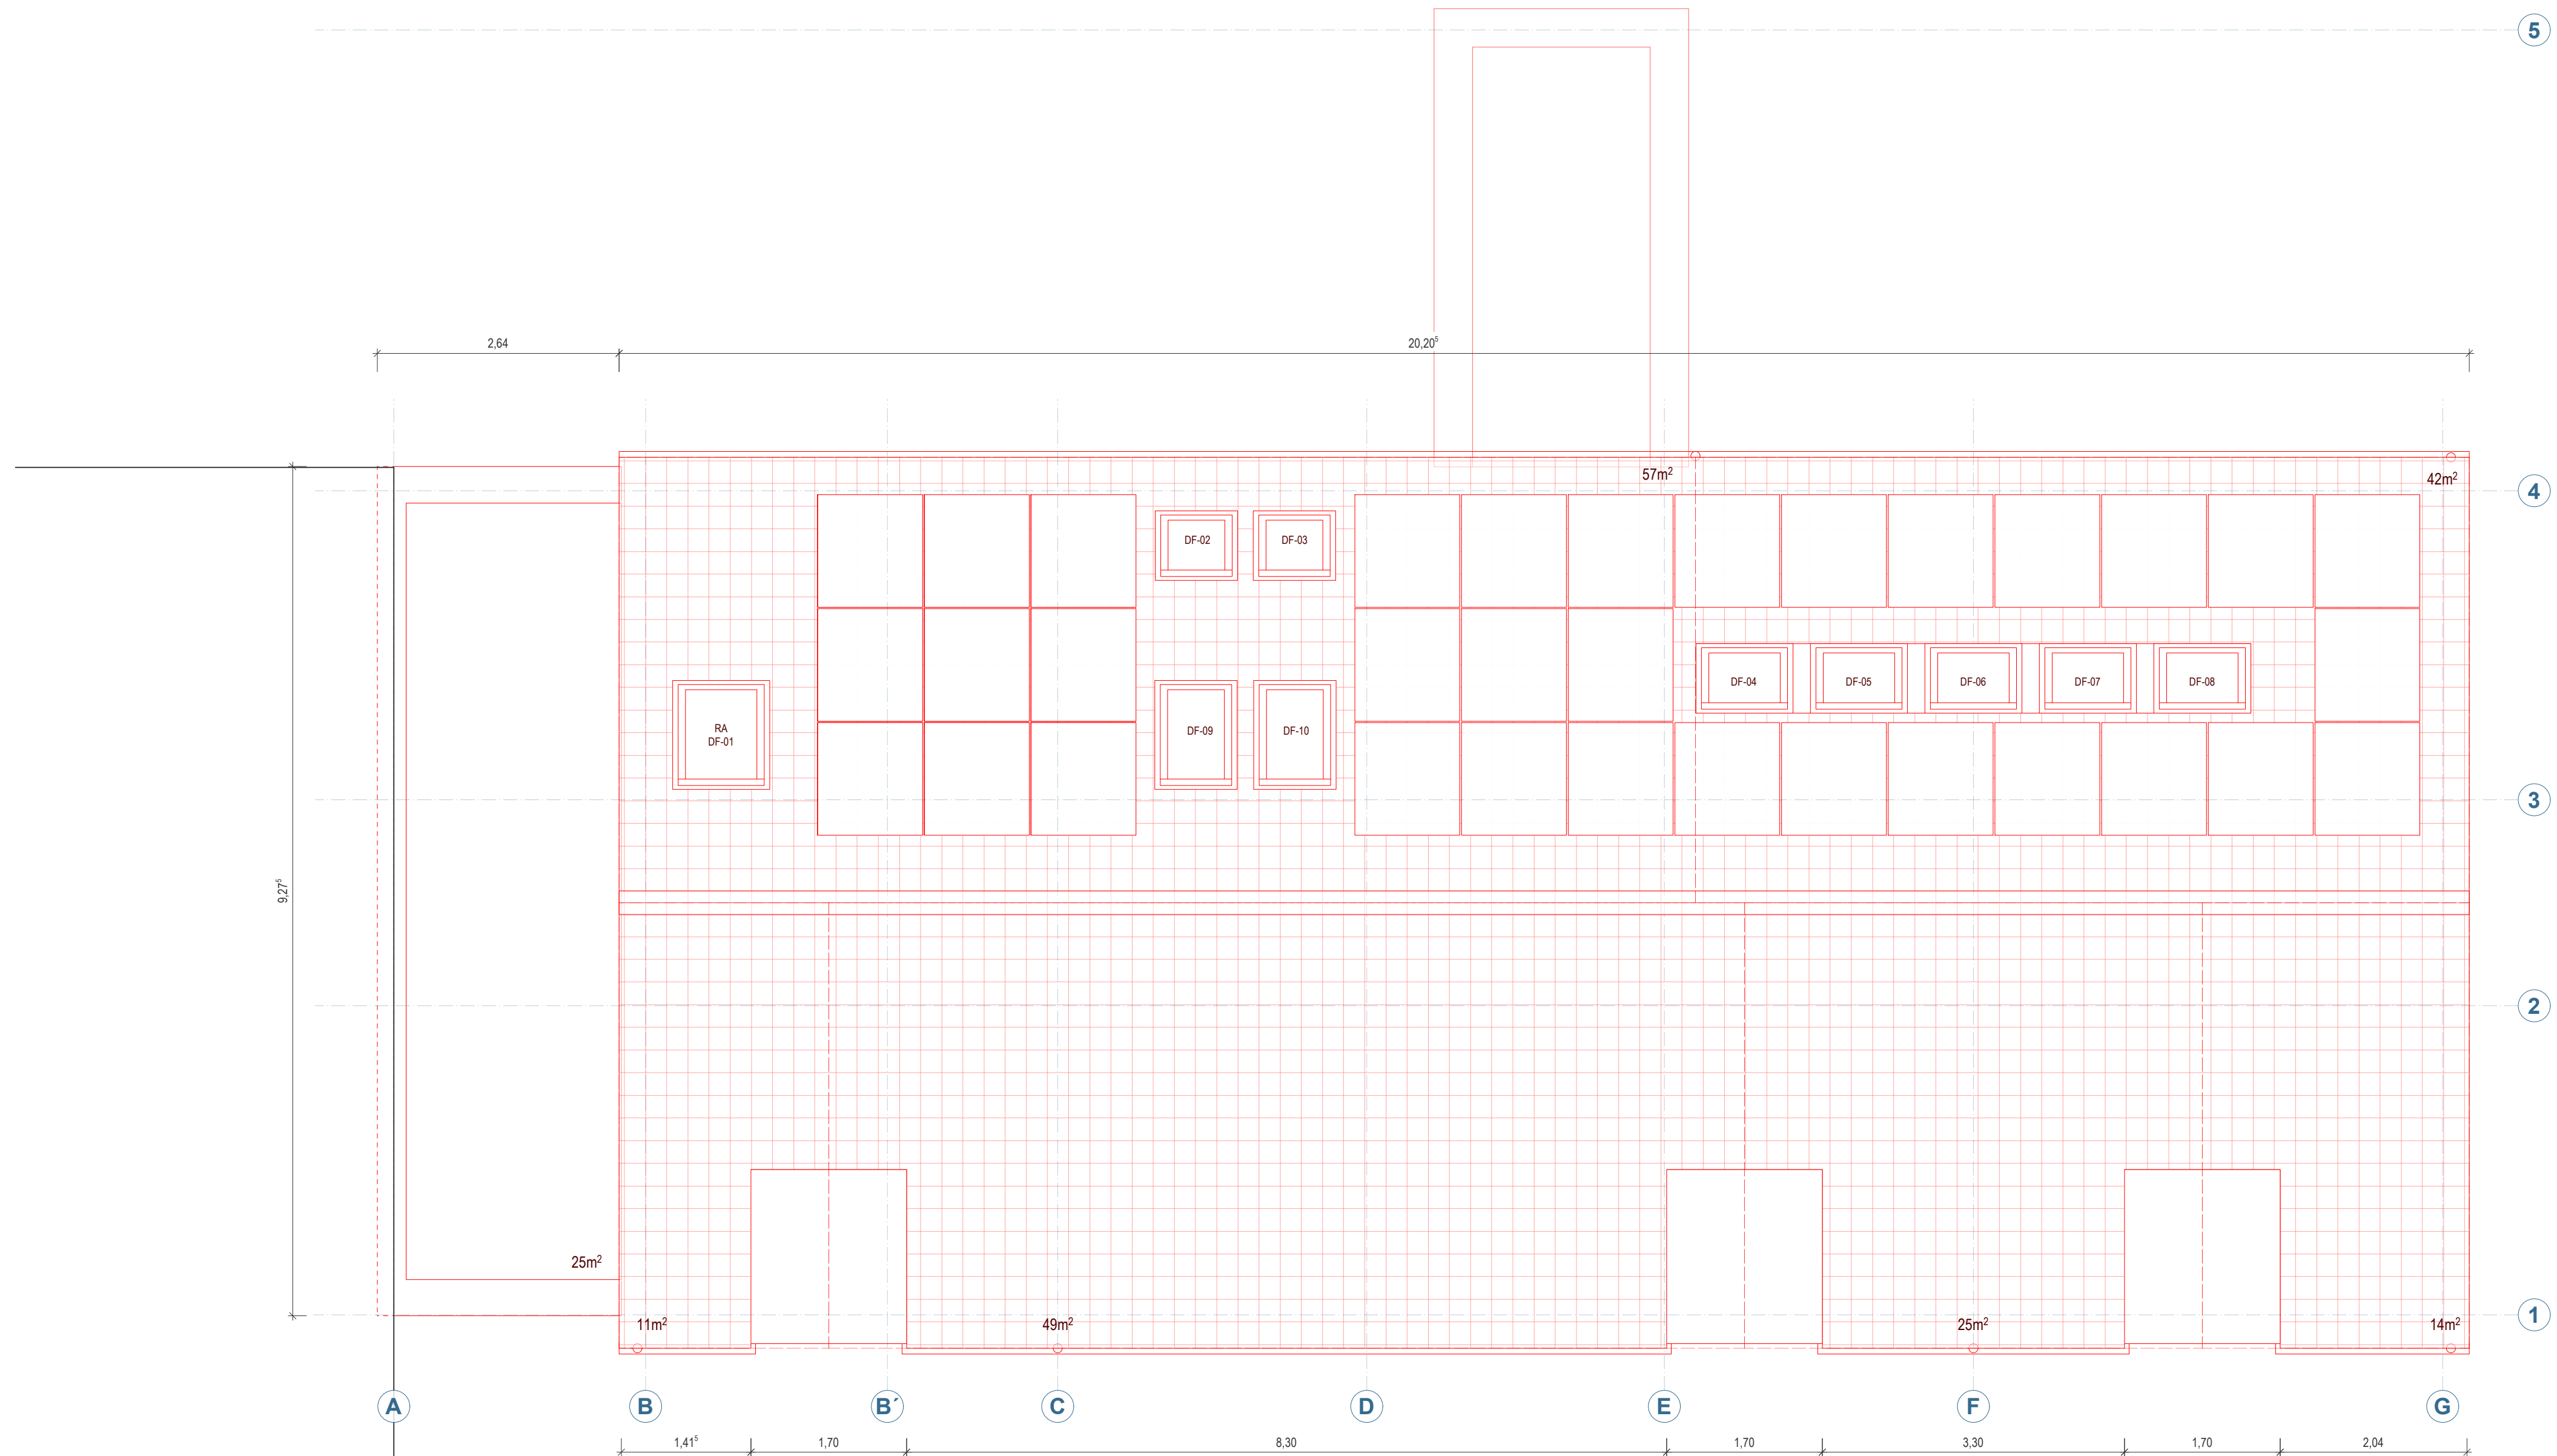 5
2,64
20,20⁵
57m²
42m²
4
DF-02
DF-03
DF-04
DF-05
DF-06
DF-07
DF-08
RA
DF-01
DF-09
DF-10
3
9,27⁵
2
25m²
11m²
49m²
25m²
14m²
1
A
B
B´
C
D
E
F
G
1,41⁵
1,70
8,30
1,70
3,30
1,70
2,04